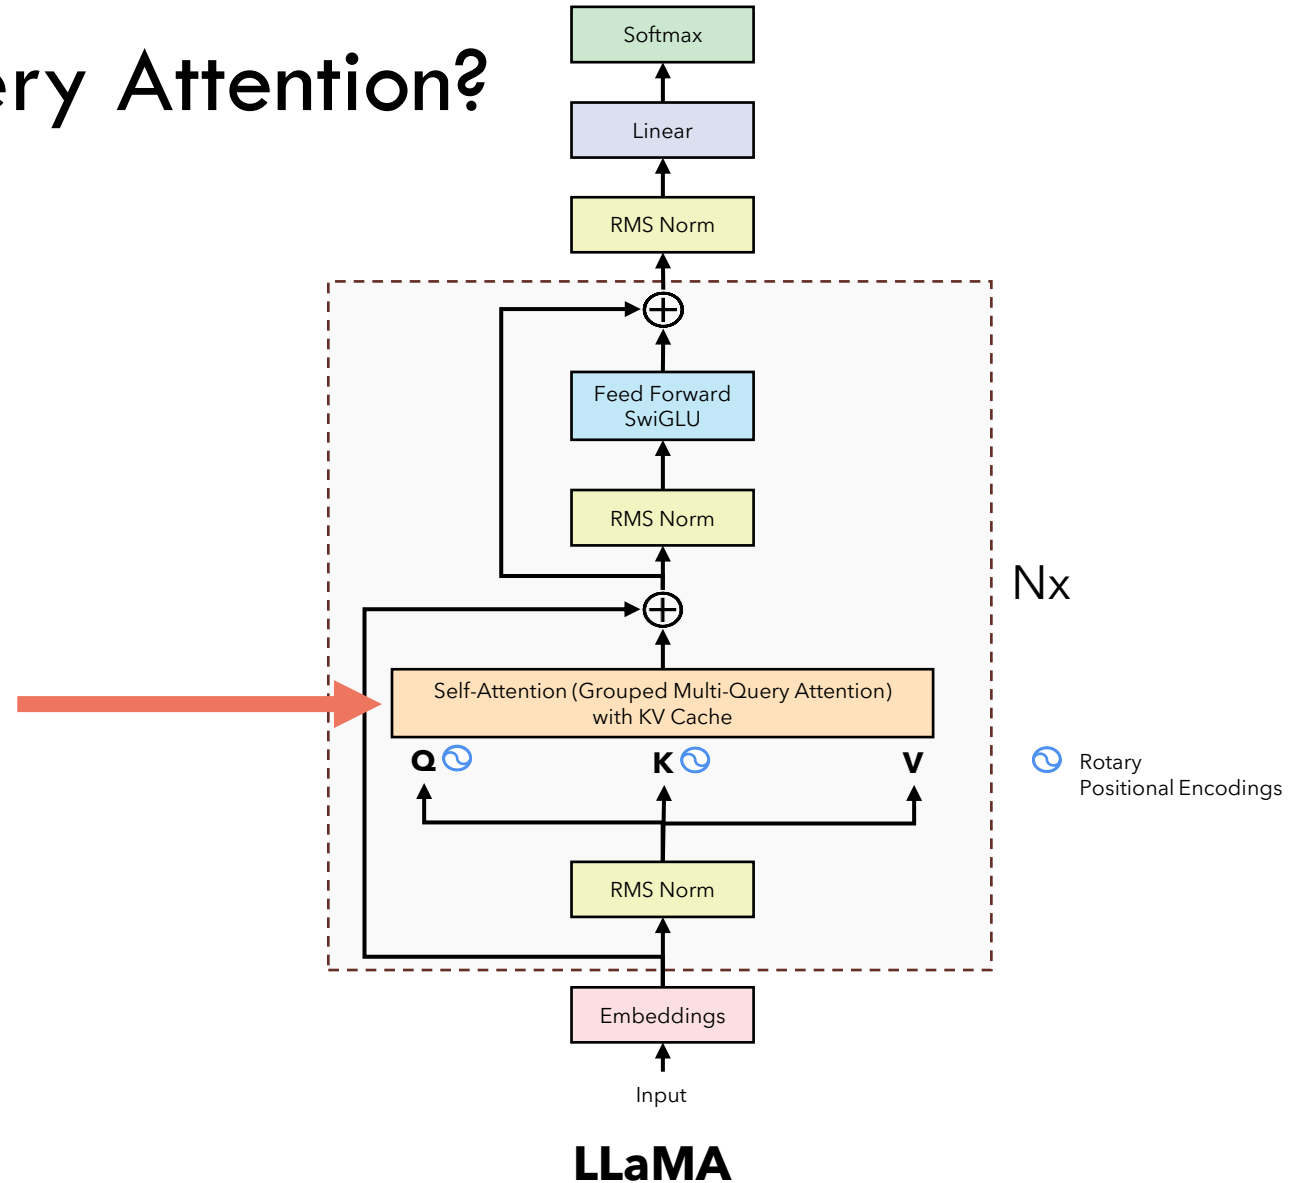 ery Attention?
Softmax
Linear
RMS Norm
Feed Forward
SwiGLU
RMS Norm
Nx
Self-Attention (Grouped Multi-Query Attention)
with KV Cache
Q
K
V
Rotary
Positional Encodings
RMS Norm
Embeddings
Input
LLaMA